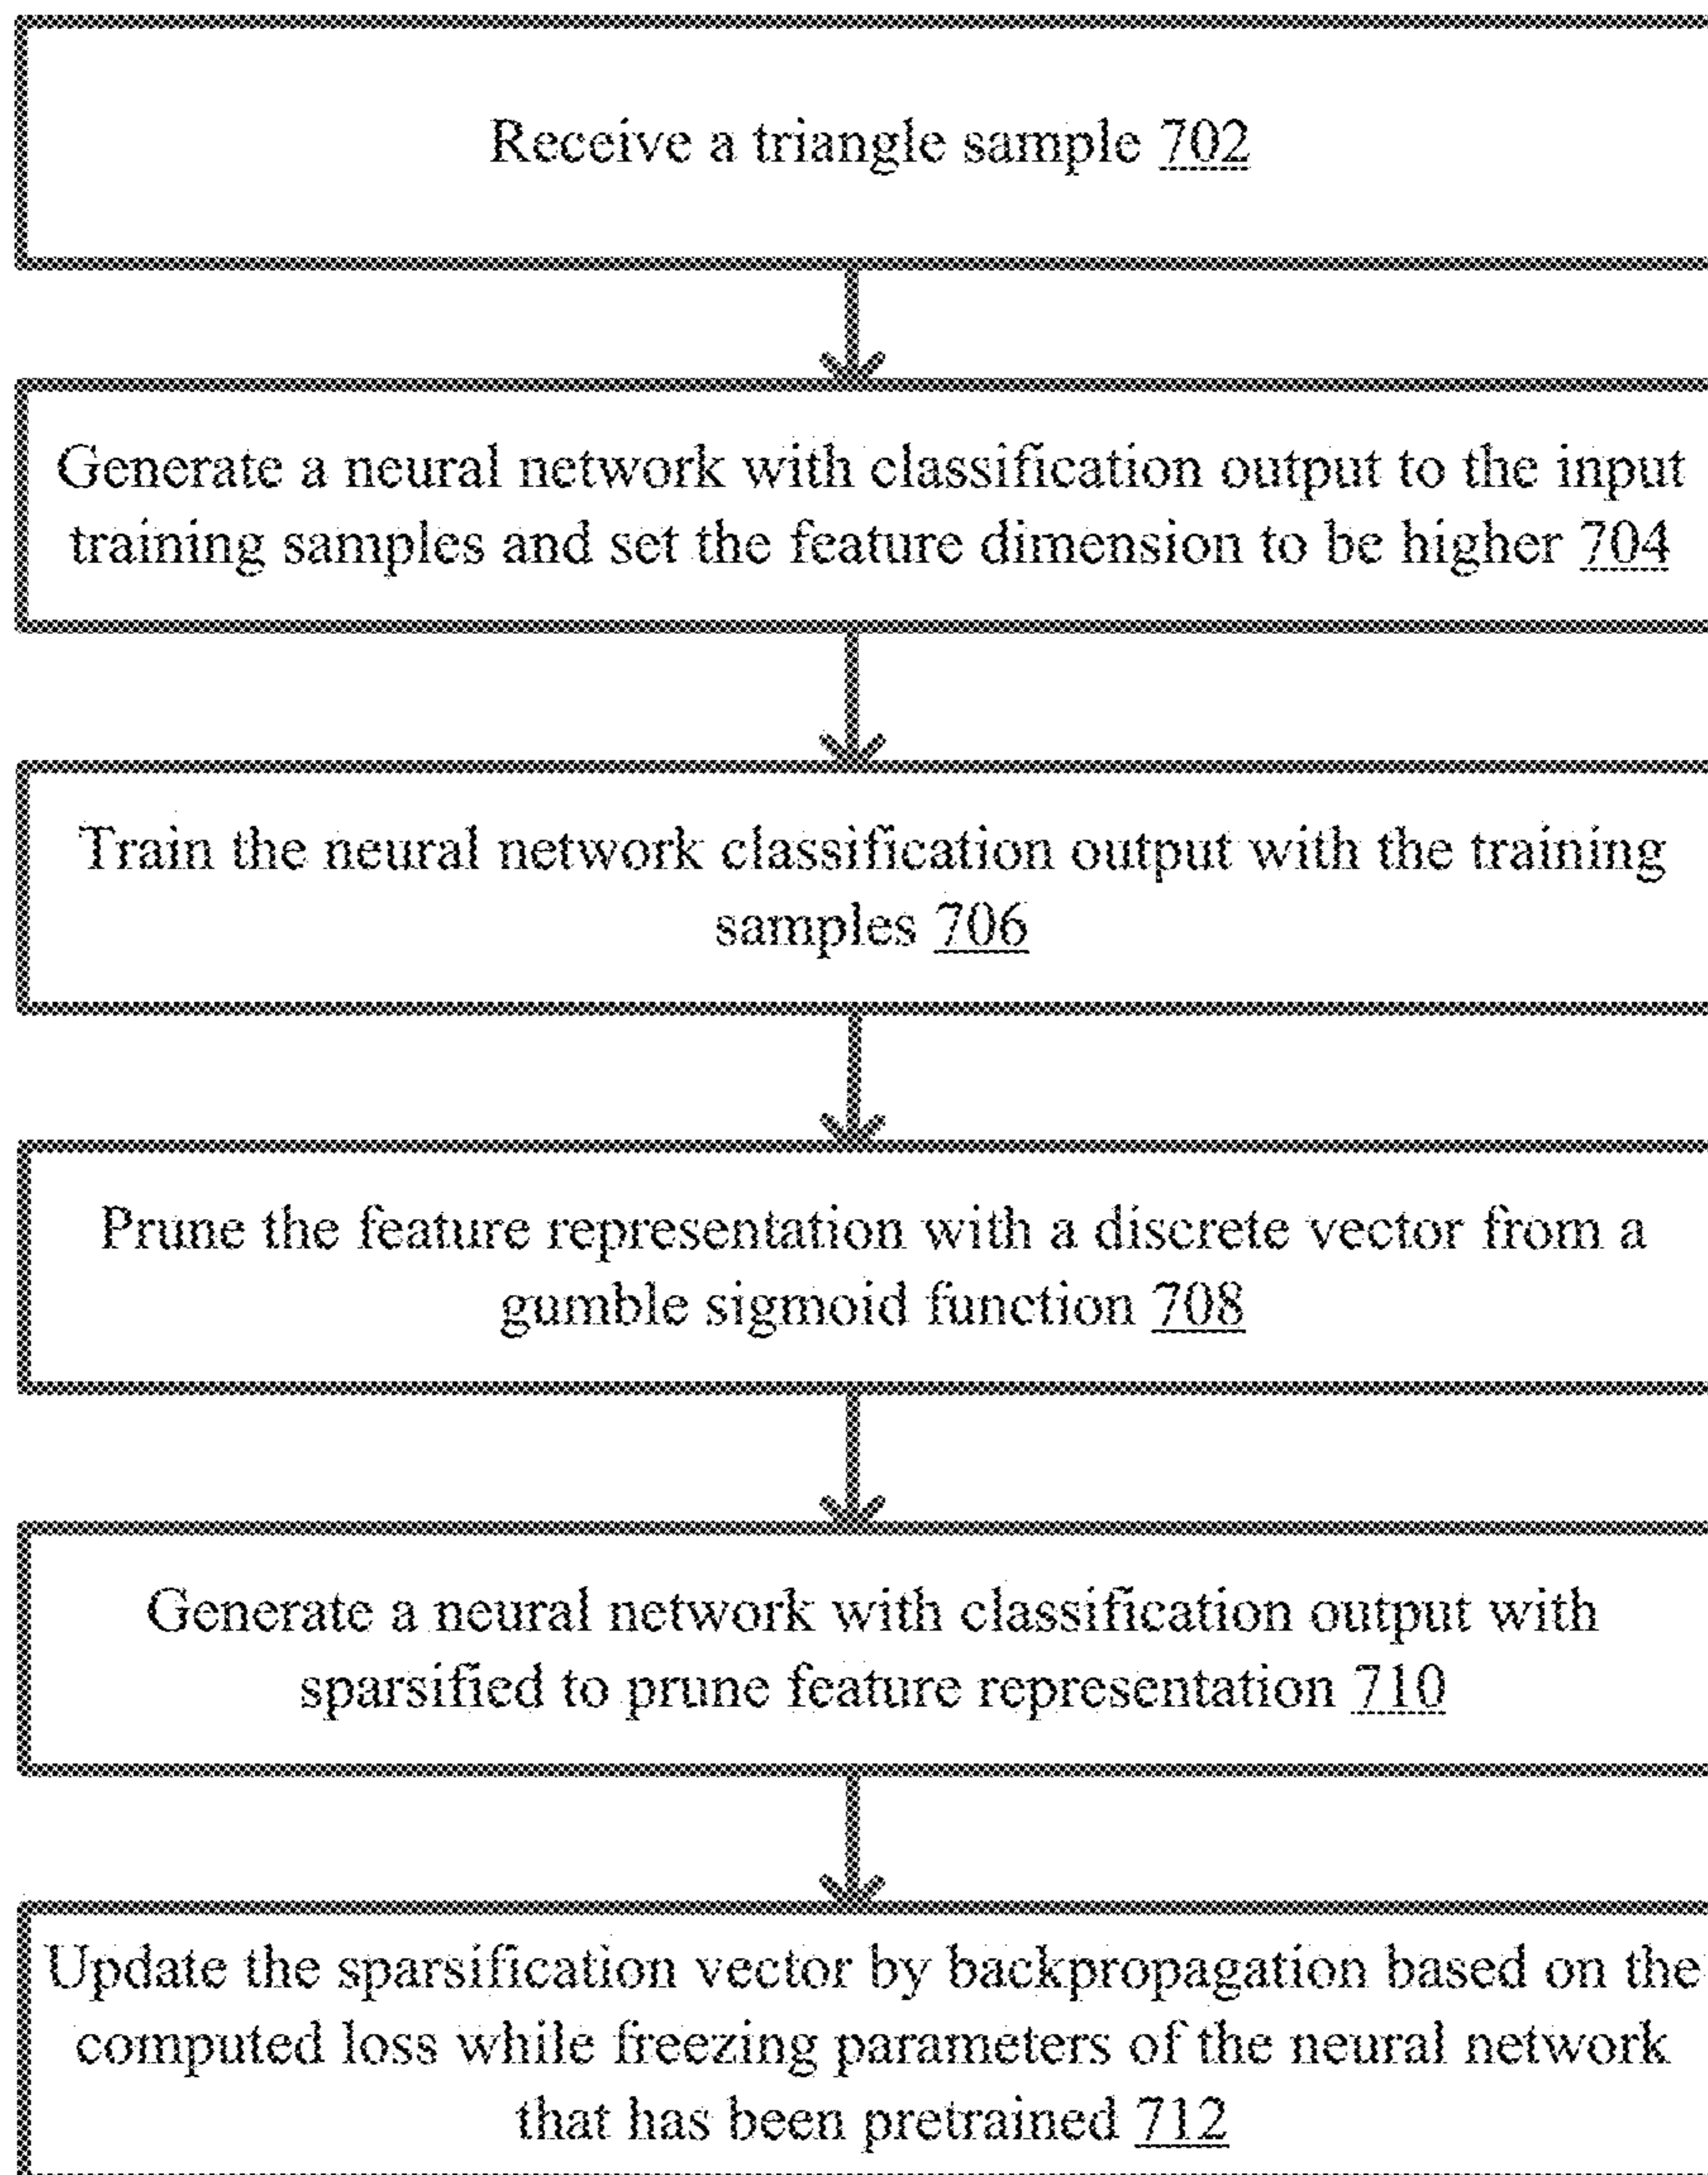 Receive a triangle sample 702
Generate a neural network with classification output to the input
training samples and set the feature dimension to be higher 704
Train the neural network classification output with the training
samples 706
Prune the feature representation with a discrete vector from a
gumble sigmoid function 708
Generate a neural network with classification output with
sparsified to prune feature representation 710
Update the sparsification vector by backpropagation based on the
computed loss while freezing parameters of the neural network
that has been pretrained 712